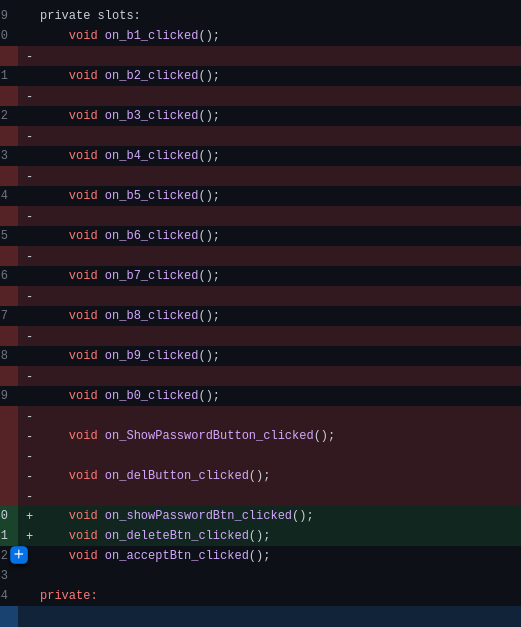 9 private slots:
0 void on_b1_clicked();
-
1 void on_b2_clicked();
-
2 void on_b3_clicked();
-
3 void on_b4_clicked();
-
4 void on_b5_clicked();
-
5 void on_b6_clicked();
-
6 void on_b7_clicked();
-
7 void on_b8_clicked();
-
8 void on_b9_clicked();
-
9 void on_b0_clicked();
-
- void on_ShowPasswordButton_clicked();
-
- void on_delButton_clicked();
-
0 + void on_showPasswordBtn_clicked();
1 + void on_deleteBtn_clicked();
2 + void on_acceptBtn_clicked();
3
4 private: